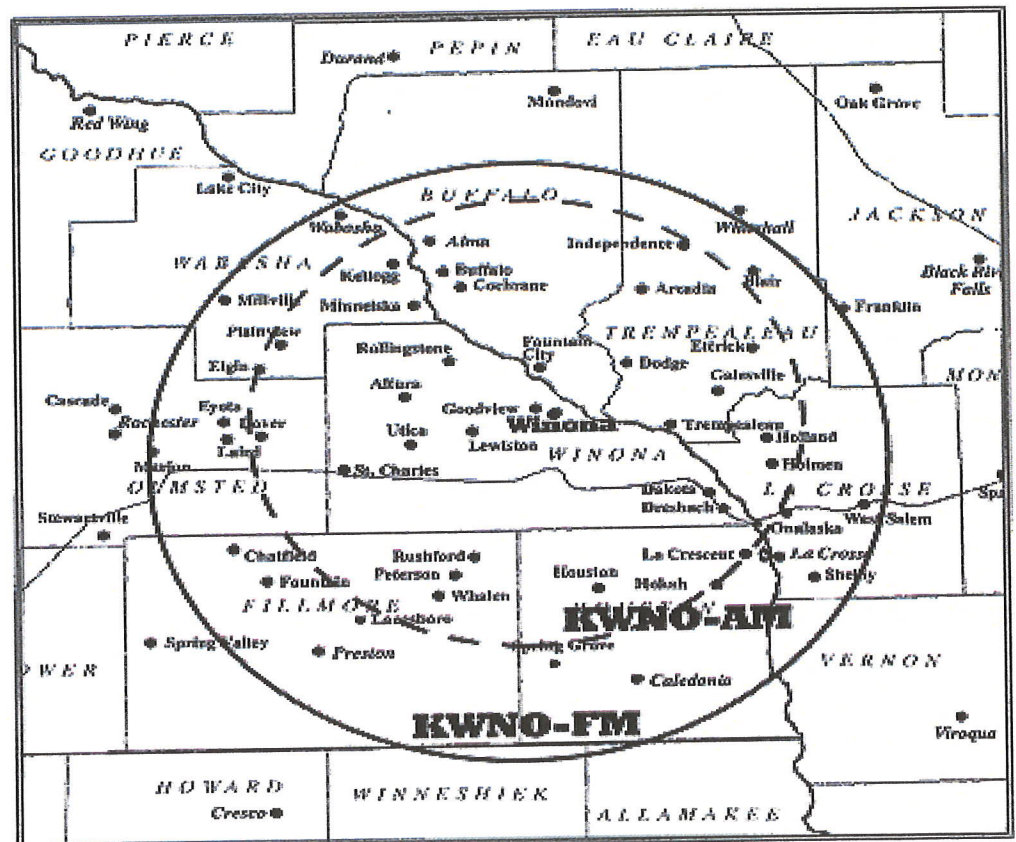 PIERCE
Durand
PEPIN
EAU CLAIRE
Mondovi
Oak Grove
Red Wing
GOODHUE
Lake City
BUFFALO
JACKSON
Wabasha
Whitehall
Alma
Independence
WABASHA
Kellogg
Buffalo
Cochrane
Blair
Black Riv
Falls
Millville
Minneiska
Arcadia
Franklin
Plainview
TREMPEALEAU
Rollingstone
Fountain
City
Ettrick
Dodge
Elgin
Galesville
MON
Altura
Cascade
Rochester
Eyota
Dover
Goodview
Winona
Trempealeau
Utica
Lewiston
Holland
Laird
WINONA
Marion
St. Charles
Holmen
OLMSTED
Dakota
LA CROSSE
Spa
Stewartville
Dresbach
West Salem
Onalaska
Chatfield
Rushford
La Crescent
La Crosse
Fountain
Peterson
Houston
Hokah
Shelby
Whalen
FILLMORE
HOUSTON
KWNO-AM
Lanesboro
Spring Valley
Preston
Spring Grove
OWER
VERNON
Caledonia
KWNO-FM
Viroqua
HOWARD
WINNESHIEK
Cresco
ALLAMAKEE